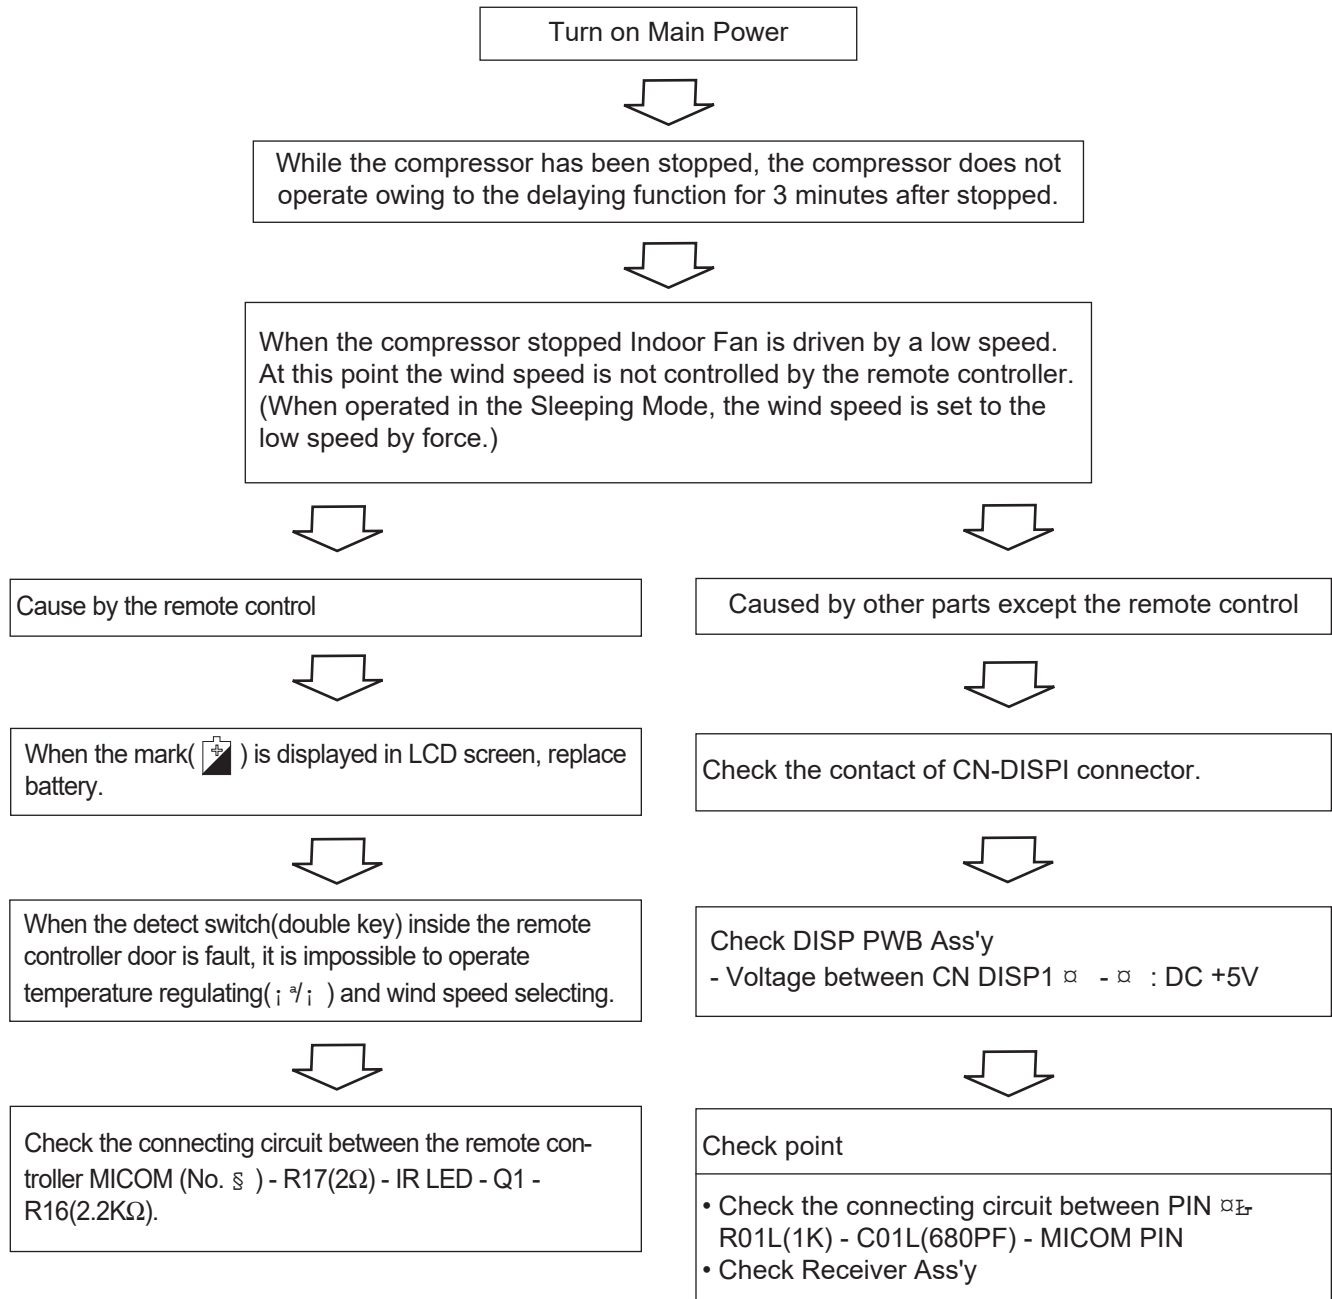 Turn on Main Power
While the compressor has been stopped, the compressor does not
operate owing to the delaying function for 3 minutes after stopped.
When the compressor stopped Indoor Fan is driven by a low speed.
At this point the wind speed is not controlled by the remote controller.
(When operated in the Sleeping Mode, the wind speed is set to the
low speed by force.)
Cause by the remote control
When the mark( ) is displayed in LCD screen, replace
battery.
When the detect switch(double key) inside the remote
controller door is fault, it is impossible to operate
temperature regulating( ¡ ª/¡ ) and wind speed selecting.
Check the connecting circuit between the remote con-
troller MICOM (No. § ) - R17(2Ω) - IR LED - Q1 -
R16(2.2KΩ).
Caused by other parts except the remote control
Check the contact of CN-DISPI connector.
Check DISP PWB Ass'y
- Voltage between CN DISP1 ¤ - ¤ : DC +5V
Check point
• Check the connecting circuit between PIN ¤
R01L(1K) - C01L(680PF) - MICOM PIN
• Check Receiver Ass'y